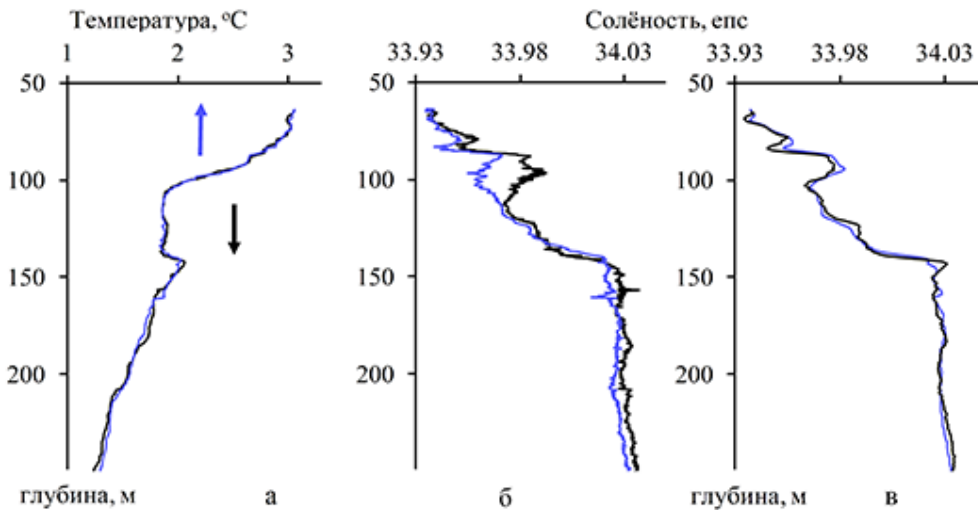 Температура, °С Солёность, епс
1 2 3 33.93 33.98 34.03 33.93 33.98 34.03
50 50 50
100 100 100
150 150 150
200 200 200
глубина, м а б глубина, м в